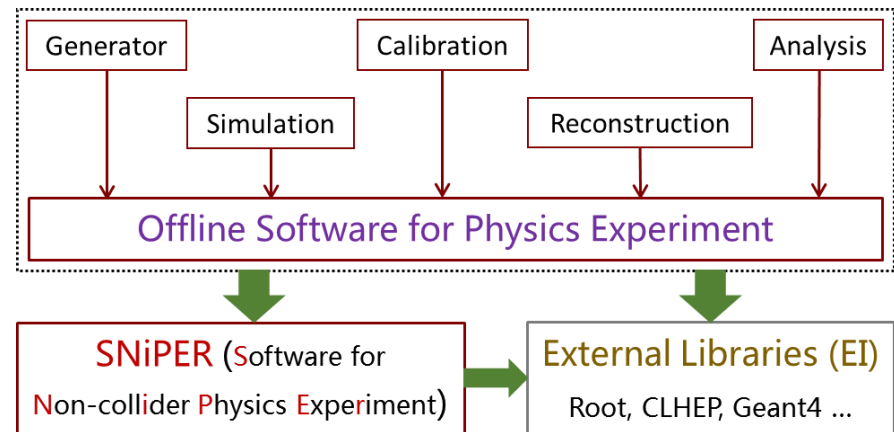 Generator
Calibration
Analysis
Simulation
Reconstruction
Offline Software for Physics Experiment
SNiPER (Software for
Non-collider Physics Experiment)
External Libraries (EI)
Root, CLHEP, Geant4 ...